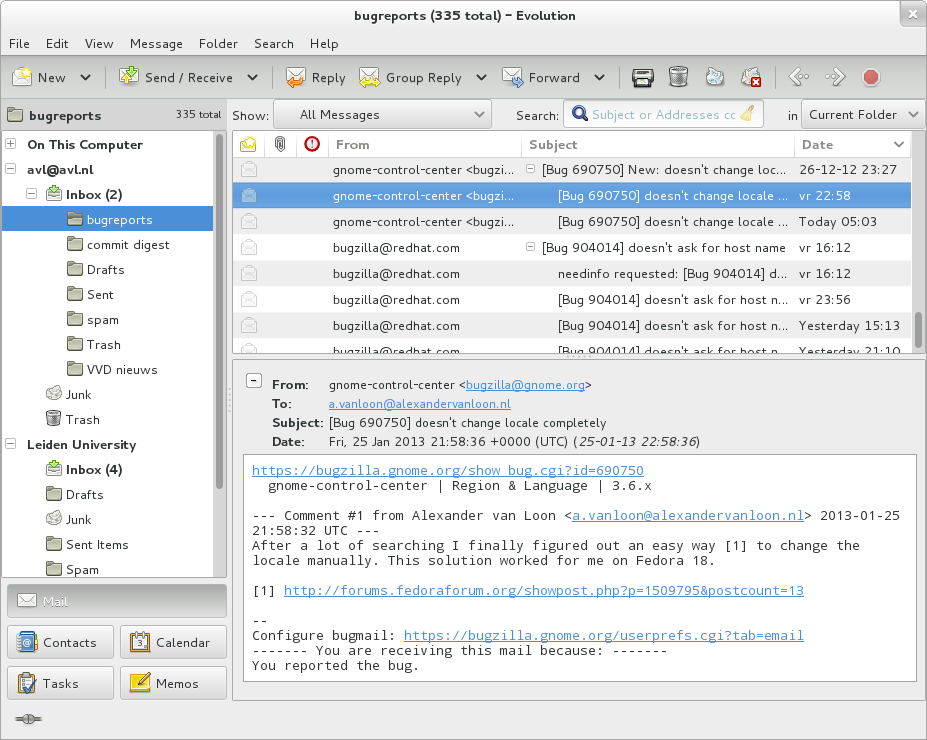 bugreports (335 total) – Evolution
File Edit View Message Folder Search Help
New Send / Receive Reply Group Reply Forward
bugreports 335 total
Show: All Messages Search: Subject or Addresses cc in Current Folder
On This Computer
avl@avl.nl
Inbox (2)
bugreports
commit digest
Drafts
Sent
spam
Trash
VVD nieuws
Junk
Trash
Leiden University
Inbox (4)
Drafts
Junk
Sent Items
Spam
Mail
Contacts Calendar
Tasks Memos
From Subject Date
gnome-control-center <bugzi... [Bug 690750] New: doesn't change loc... 26-12-12 23:27
gnome-control-center <bugzi... [Bug 690750] doesn't change locale ... vr 22:58
gnome-control-center <bugzi... [Bug 690750] doesn't change locale ... Today 05:03
bugzilla@redhat.com [Bug 904014] doesn't ask for host name vr 16:12
bugzilla@redhat.com needinfo requested: [Bug 904014] d... vr 16:12
bugzilla@redhat.com [Bug 904014] doesn't ask for host n... vr 23:56
bugzilla@redhat.com [Bug 904014] doesn't ask for host n... Yesterday 15:13
bugzilla@redhat.com [Bug 904014] doesn't ask for host n... Yesterday 21:10
From: gnome-control-center <bugzilla@gnome.org>
To: a.vanloon@alexandervanloon.nl
Subject: [Bug 690750] doesn't change locale completely
Date: Fri, 25 Jan 2013 21:58:36 +0000 (UTC) (25-01-13 22:58:36)
https://bugzilla.gnome.org/show_bug.cgi?id=690750
gnome-control-center | Region & Language | 3.6.x
--- Comment #1 from Alexander van Loon <a.vanloon@alexandervanloon.nl> 2013-01-25
21:58:32 UTC ---
After a lot of searching I finally figured out an easy way [1] to change the
locale manually. This solution worked for me on Fedora 18.
[1] http://forums.fedoraforum.org/showpost.php?p=1509795&postcount=13
--
Configure bugmail: https://bugzilla.gnome.org/userprefs.cgi?tab=email
------- You are receiving this mail because: -------
You reported the bug.